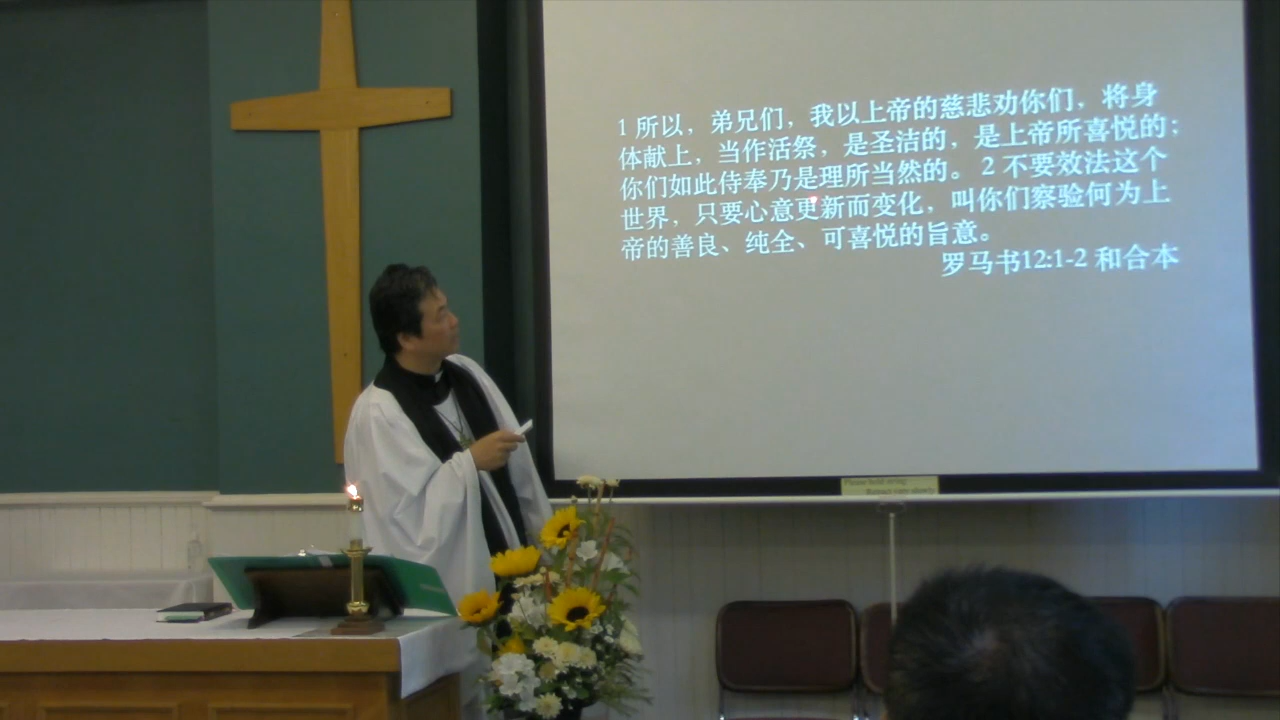 1 所以，弟兄们，我以上帝的慈悲劝你们，将身
体献上，当作活祭，是圣洁的，是上帝所喜悦的；
你们如此侍奉乃是理所当然的。2 不要效法这个
世界，只要心意更新而变化，叫你们察验何为上
帝的善良、纯全、可喜悦的旨意。
罗马书12:1-2 和合本
Please hold string